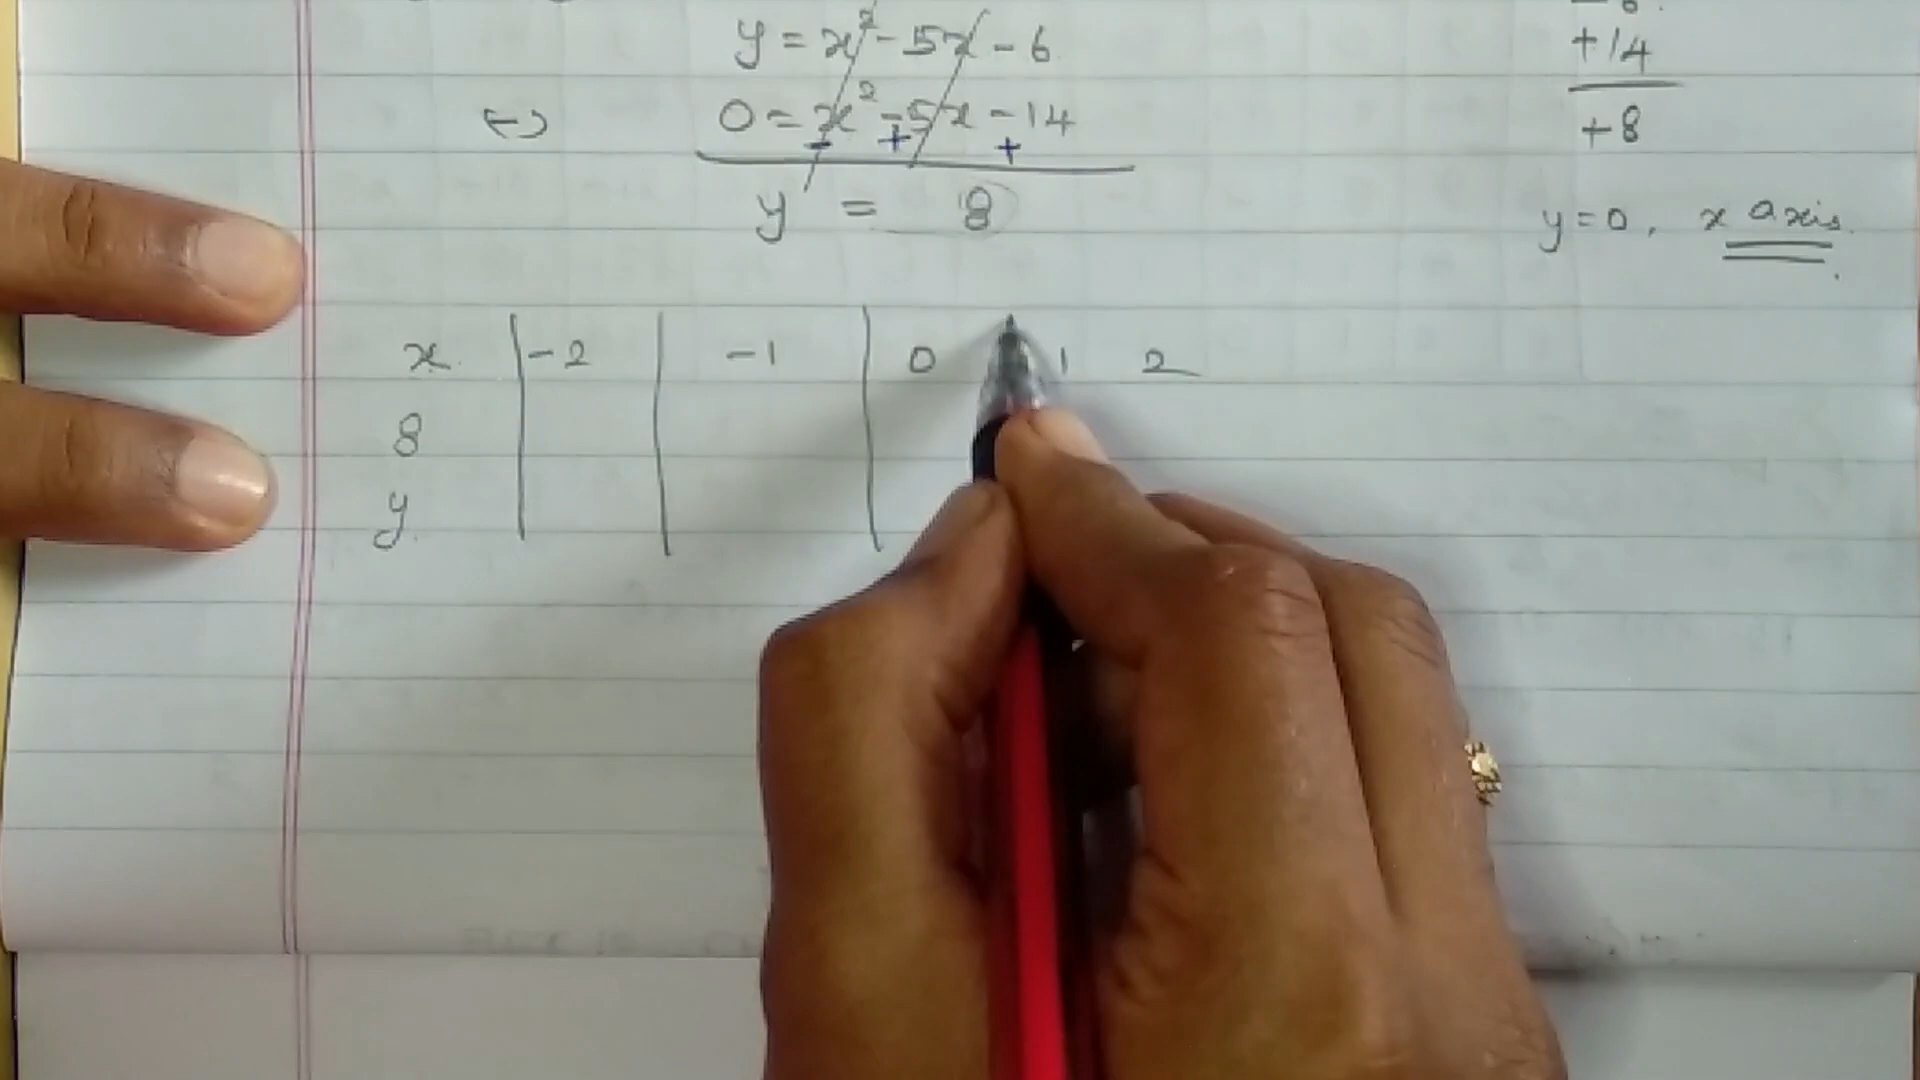 y = x² - 5x - 6
(-) 0 = x² - 5x - 14
- + +
y = 8
+14
+8
y = 0, x axis.
x -2 -1 0 1 2
8
y